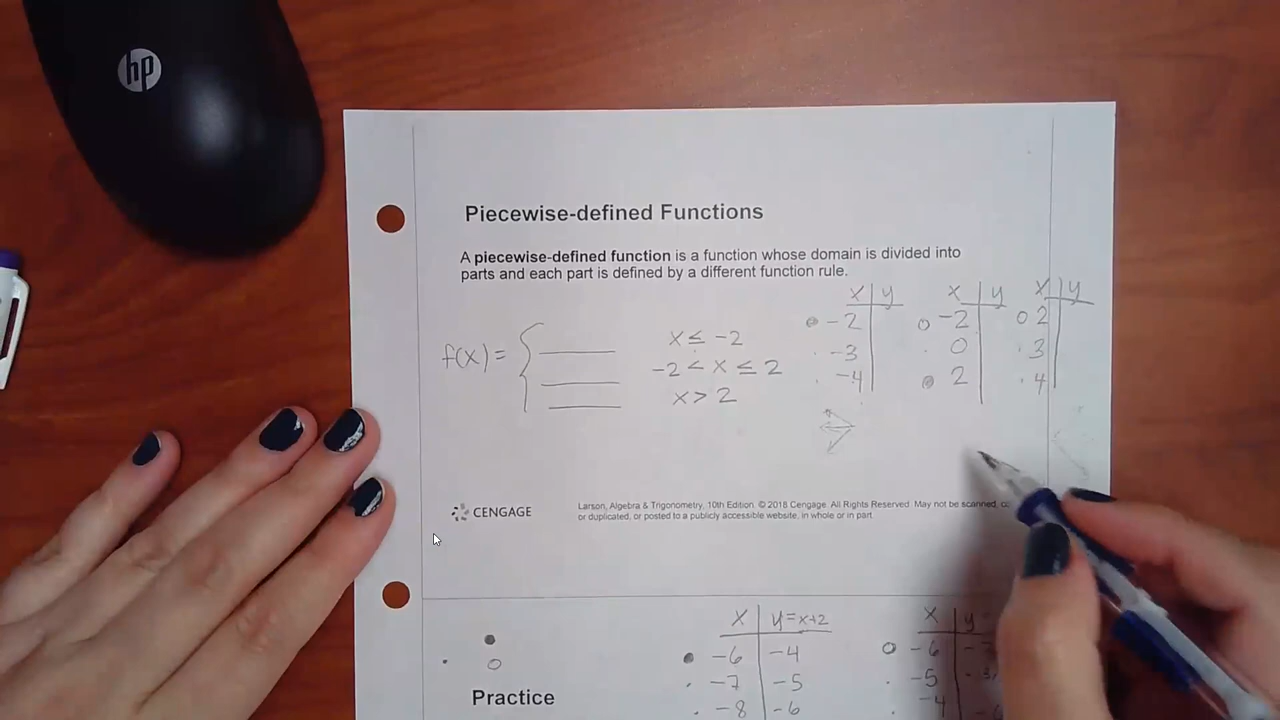 hp
Piecewise-defined Functions
A piecewise-defined function is a function whose domain is divided into
parts and each part is defined by a different function rule.
f(x) = { ____ x ≤ -2
____ -2 < x ≤ 2
____ x > 2
x | y
-2
-3
-4
x | y
-2
0
2
x | y
2
3
4
CENGAGE
Larson, Algebra & Trigonometry, 10th Edition. © 2018 Cengage. All Rights Reserved. May not be scanned,
or duplicated, or posted to a publicly accessible website, in whole or in part.
Practice
x | y=x+2
-6 | -4
-7 | -5
-8 | -6
x | y
-6
-5
-4